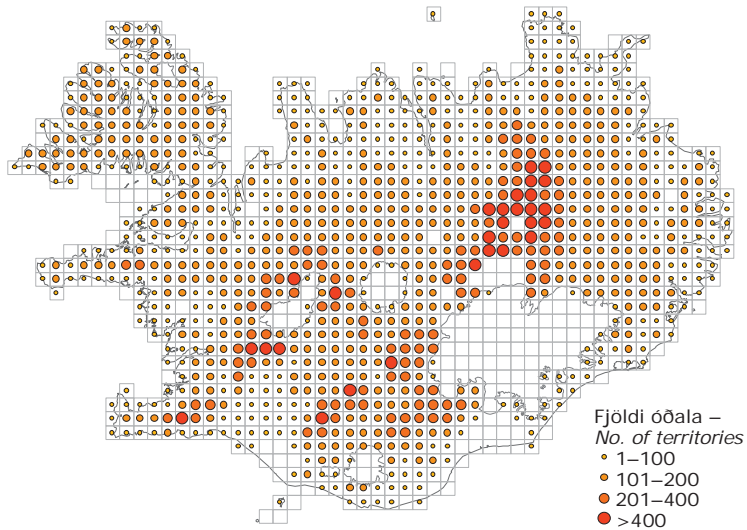 Fjöldi óðala –
No. of territories
1–100
101–200
201–400
>400